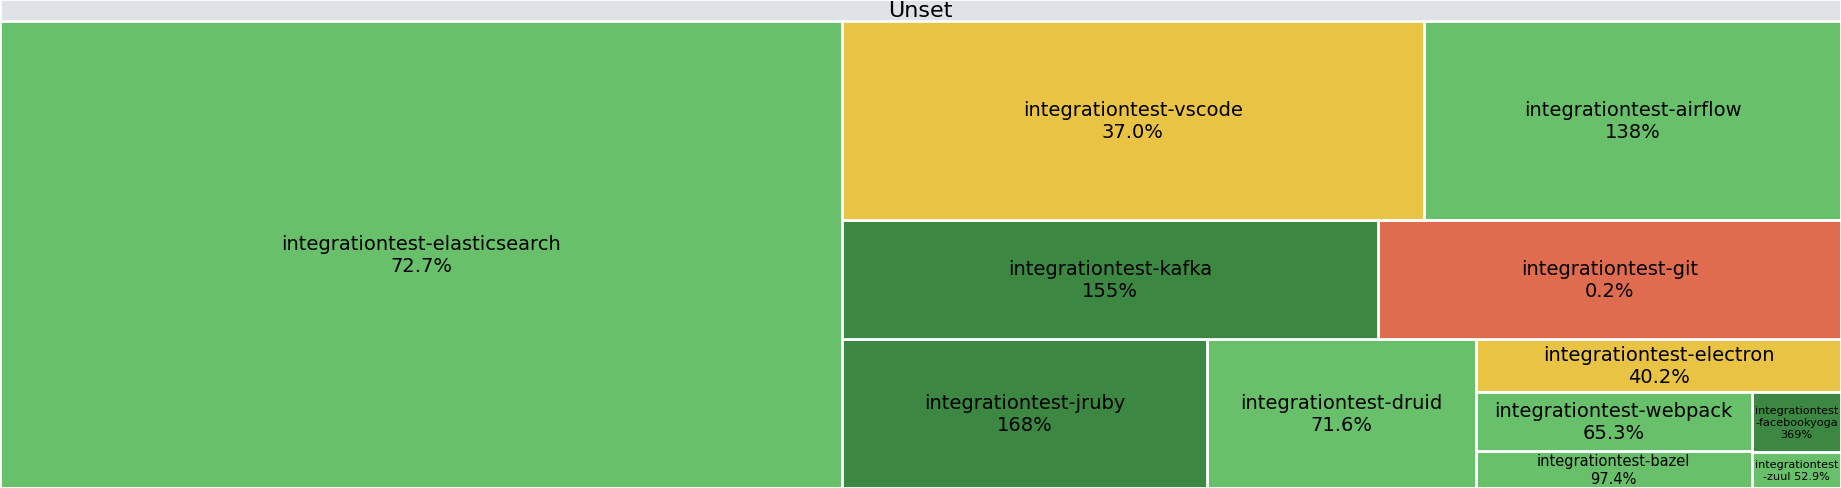 Unset
integrationtest-elasticsearch
72.7%
integrationtest-vscode
37.0%
integrationtest-airflow
138%
integrationtest-kafka
155%
integrationtest-git
0.2%
integrationtest-jruby
168%
integrationtest-druid
71.6%
integrationtest-electron
40.2%
integrationtest-webpack
65.3%
integrationtest
-facebookyoga
369%
integrationtest-bazel
97.4%
integrationtest
-zuul 52.9%